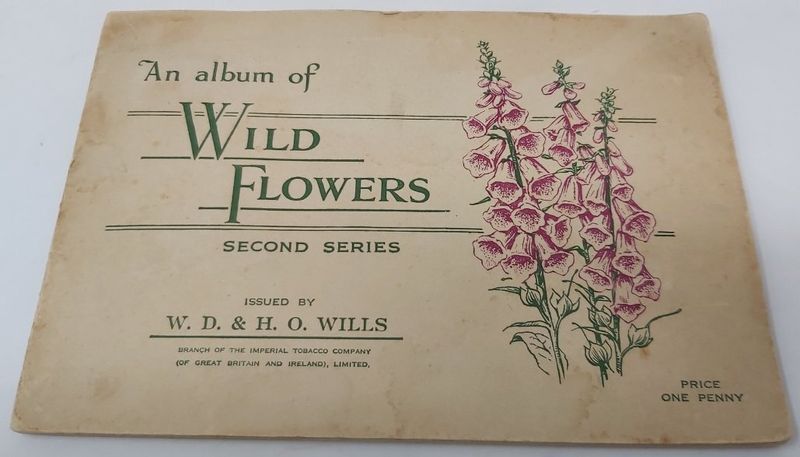 An album of
WILD
FLOWERS
SECOND SERIES
ISSUED BY
W. D. & H. O. WILLS
BRANCH OF THE IMPERIAL TOBACCO COMPANY
(OF GREAT BRITAIN AND IRELAND), LIMITED,
PRICE
ONE PENNY